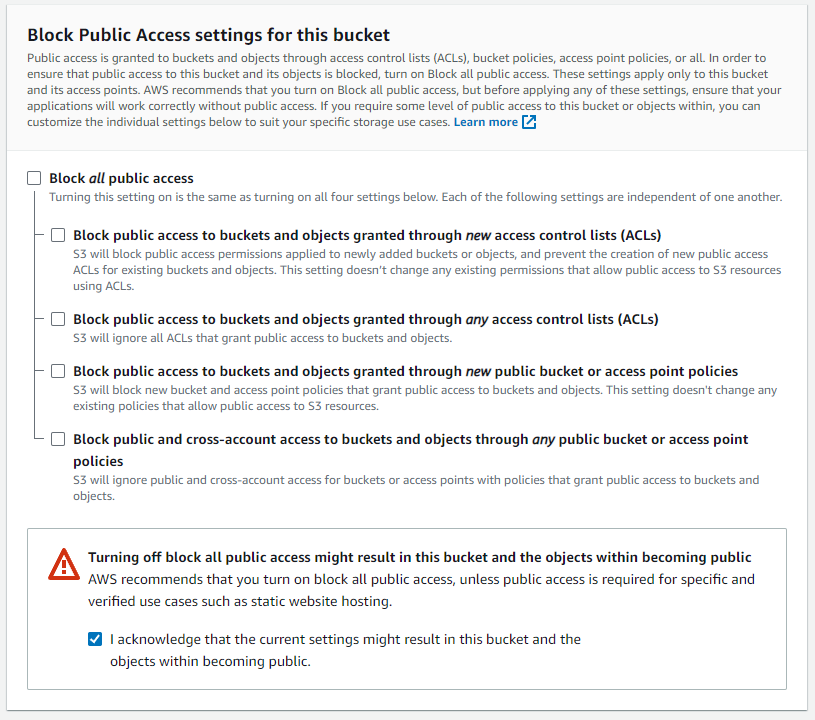 Block Public Access settings for this bucket
Public access is granted to buckets and objects through access control lists (ACLs), bucket policies, access point policies, or all. In order to
ensure that public access to this bucket and its objects is blocked, turn on Block all public access. These settings apply only to this bucket
and its access points. AWS recommends that you turn on Block all public access, but before applying any of these settings, ensure that your
applications will work correctly without public access. If you require some level of public access to this bucket or objects within, you can
customize the individual settings below to suit your specific storage use cases. Learn more
Block all public access
Turning this setting on is the same as turning on all four settings below. Each of the following settings are independent of one another.
Block public access to buckets and objects granted through new access control lists (ACLs)
S3 will block public access permissions applied to newly added buckets or objects, and prevent the creation of new public access
ACLs for existing buckets and objects. This setting doesn't change any existing permissions that allow public access to S3 resources
using ACLs.
Block public access to buckets and objects granted through any access control lists (ACLs)
S3 will ignore all ACLs that grant public access to buckets and objects.
Block public access to buckets and objects granted through new public bucket or access point policies
S3 will block new bucket and access point policies that grant public access to buckets and objects. This setting doesn't change any
existing policies that allow public access to S3 resources.
Block public and cross-account access to buckets and objects through any public bucket or access point
policies
S3 will ignore public and cross-account access for buckets or access points with policies that grant public access to buckets and
objects.
Turning off block all public access might result in this bucket and the objects within becoming public
AWS recommends that you turn on block all public access, unless public access is required for specific and
verified use cases such as static website hosting.
I acknowledge that the current settings might result in this bucket and the
objects within becoming public.